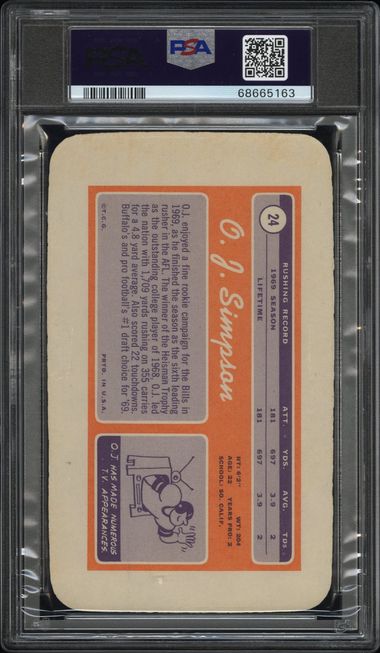 PSA
PSA
68665163
24
RUSHING RECORD ATT. YDS. AVG. TDs.
1969 SEASON 181 697 3.9 2
LIFETIME 181 697 3.9 2
O. J. Simpson
HT: 6'2" WT: 204
AGE: 22 YEARS PRO: 2
SCHOOL: SO. CALIF.
O.J. enjoyed a fine rookie campaign for the Bills in
1969, as he finished the season as the sixth leading
rusher in the AFL. The winner of the Heisman Trophy
as the outstanding college player of 1968, O.J. led
the nation with 1,709 yards rushing on 355 carries
for a 4.8 yard average. Also scored 22 touchdowns.
Buffalo's and pro football's #1 draft choice for '69.
O J HAS MADE NUMEROUS
T.V. APPEARANCES.
©T.C.G. PRTD. IN U.S.A.